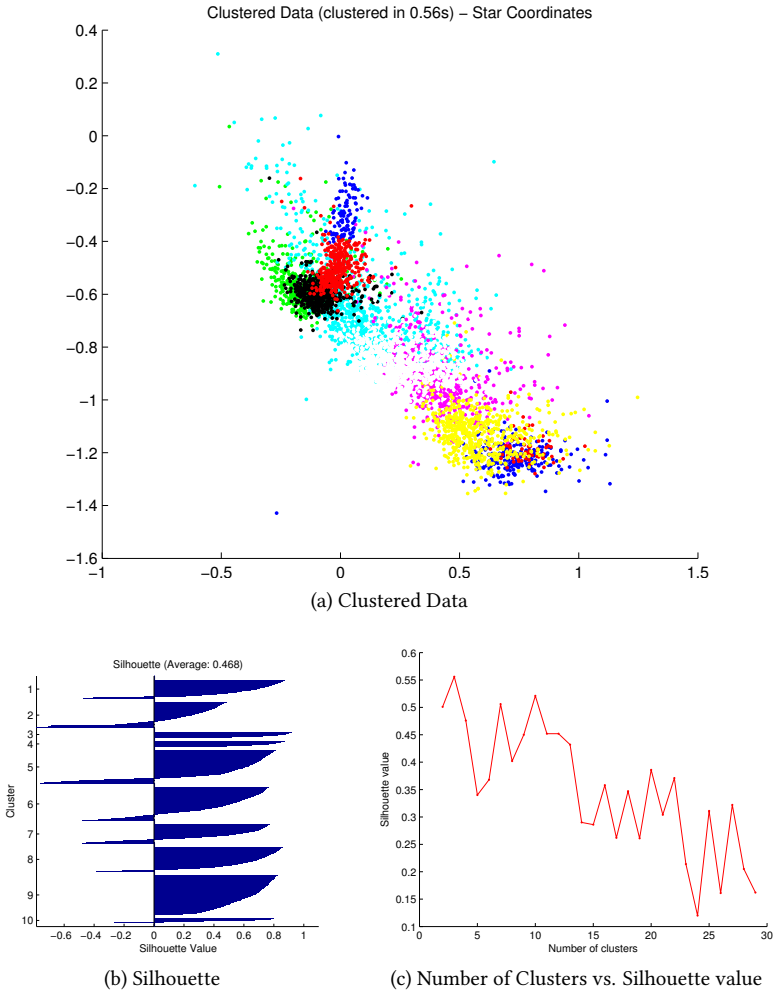 Clustered Data (clustered in 0.56s) − Star Coordinates
0.4
0.2
0
−0.2
−0.4
−0.6
−0.8
−1
−1.2
−1.4
−1.6
−1 −0.5 0 0.5 1 1.5
(a) Clustered Data
Silhouette (Average: 0.468)
Cluster
1
2
3
4
5
6
7
8
9
10
−0.6 −0.4 −0.2 0 0.2 0.4 0.6 0.8 1
Silhouette Value
(b) Silhouette
Silhouette value
0.6
0.55
0.5
0.45
0.4
0.35
0.3
0.25
0.2
0.15
0.1
0 5 10 15 20 25 30
Number of clusters
(c) Number of Clusters vs. Silhouette value